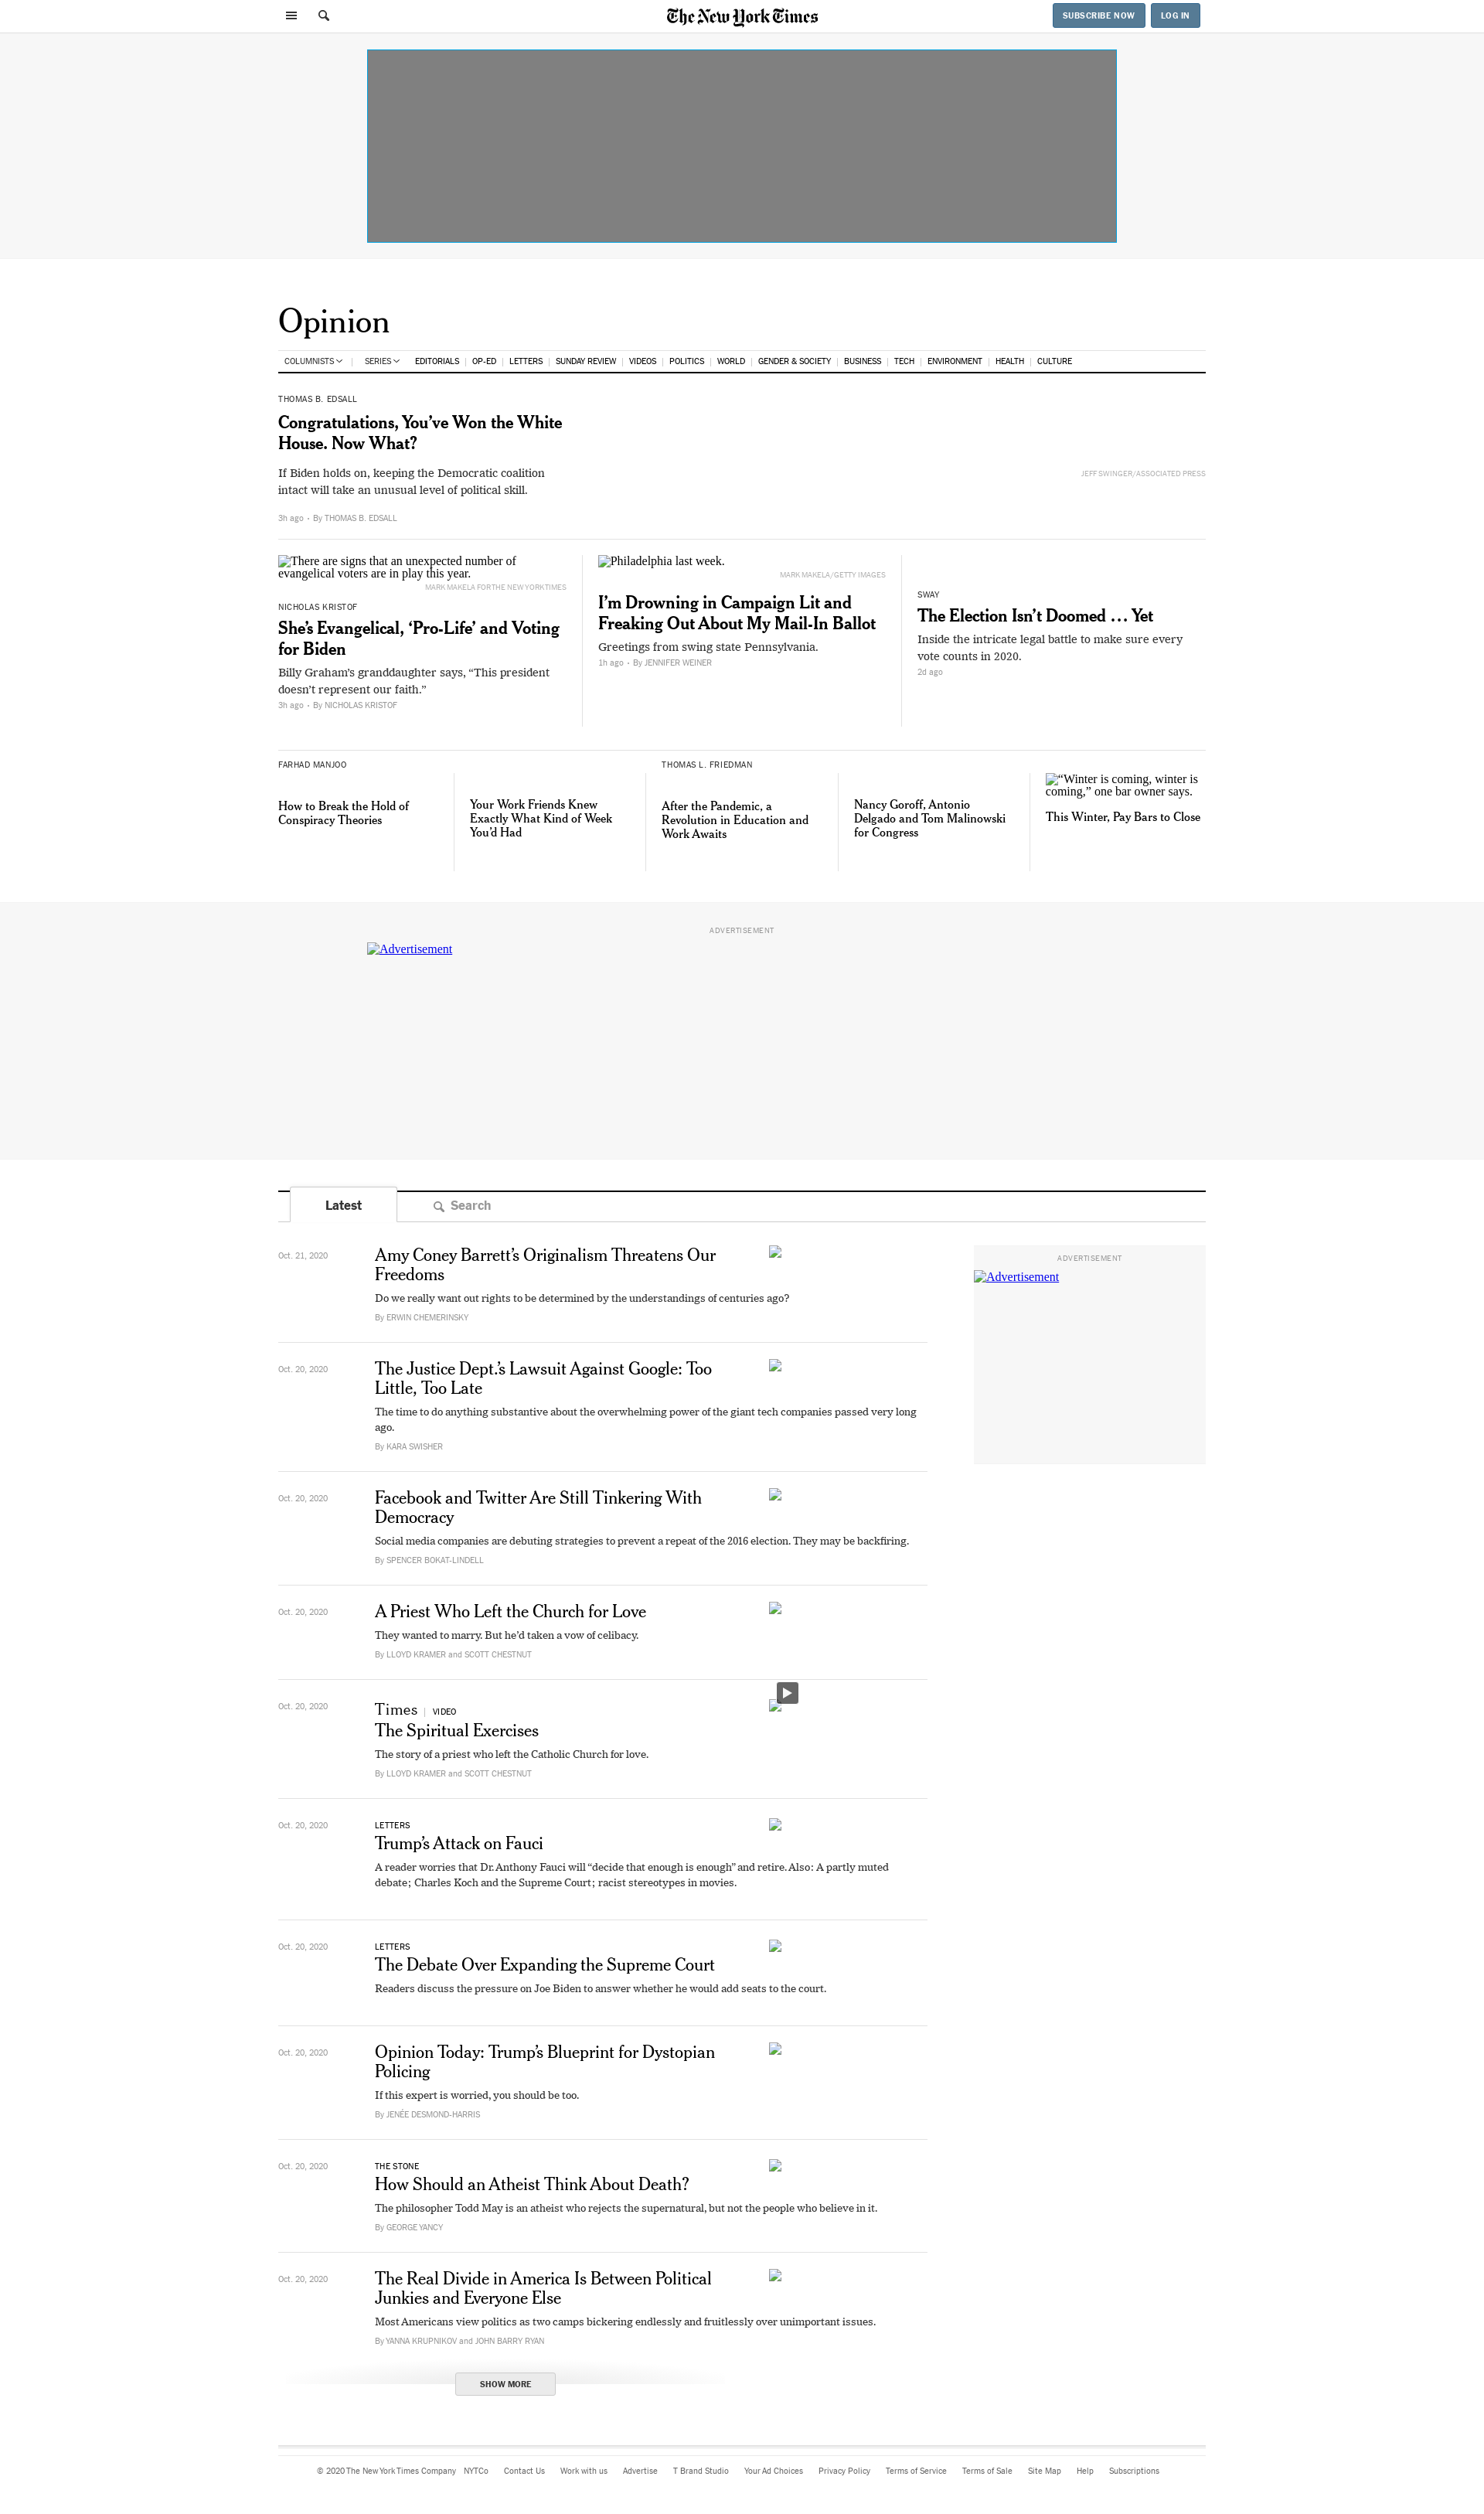 The New York Times
SUBSCRIBE NOW
LOG IN
Opinion
COLUMNISTS
SERIES
EDITORIALS
OP-ED
LETTERS
SUNDAY REVIEW
VIDEOS
POLITICS
WORLD
GENDER & SOCIETY
BUSINESS
TECH
ENVIRONMENT
HEALTH
CULTURE
THOMAS B. EDSALL
Congratulations, You’ve Won the White
House. Now What?
If Biden holds on, keeping the Democratic coalition
intact will take an unusual level of political skill.
3h ago • By THOMAS B. EDSALL
JEFF SWINGER/ASSOCIATED PRESS
There are signs that an unexpected number of
evangelical voters are in play this year.
MARK MAKELA FOR THE NEW YORK TIMES
NICHOLAS KRISTOF
She’s Evangelical, ‘Pro-Life’ and Voting
for Biden
Billy Graham’s granddaughter says, “This president
doesn’t represent our faith.”
3h ago • By NICHOLAS KRISTOF
Philadelphia last week.
MARK MAKELA/GETTY IMAGES
I’m Drowning in Campaign Lit and
Freaking Out About My Mail-In Ballot
Greetings from swing state Pennsylvania.
1h ago • By JENNIFER WEINER
SWAY
The Election Isn’t Doomed … Yet
Inside the intricate legal battle to make sure every
vote counts in 2020.
2d ago
FARHAD MANJOO
How to Break the Hold of
Conspiracy Theories
Your Work Friends Knew
Exactly What Kind of Week
You’d Had
THOMAS L. FRIEDMAN
After the Pandemic, a
Revolution in Education and
Work Awaits
Nancy Goroff, Antonio
Delgado and Tom Malinowski
for Congress
“Winter is coming, winter is
coming,” one bar owner says.
This Winter, Pay Bars to Close
ADVERTISEMENT
Advertisement
Latest
Search
Oct. 21, 2020
Amy Coney Barrett’s Originalism Threatens Our
Freedoms
Do we really want out rights to be determined by the understandings of centuries ago?
By ERWIN CHEMERINSKY
ADVERTISEMENT
Advertisement
Oct. 20, 2020
The Justice Dept.’s Lawsuit Against Google: Too
Little, Too Late
The time to do anything substantive about the overwhelming power of the giant tech companies passed very long
ago.
By KARA SWISHER
Oct. 20, 2020
Facebook and Twitter Are Still Tinkering With
Democracy
Social media companies are debuting strategies to prevent a repeat of the 2016 election. They may be backfiring.
By SPENCER BOKAT-LINDELL
Oct. 20, 2020
A Priest Who Left the Church for Love
They wanted to marry. But he’d taken a vow of celibacy.
By LLOYD KRAMER and SCOTT CHESTNUT
Oct. 20, 2020
Times | VIDEO
The Spiritual Exercises
The story of a priest who left the Catholic Church for love.
By LLOYD KRAMER and SCOTT CHESTNUT
Oct. 20, 2020
LETTERS
Trump’s Attack on Fauci
A reader worries that Dr. Anthony Fauci will “decide that enough is enough” and retire. Also: A partly muted
debate; Charles Koch and the Supreme Court; racist stereotypes in movies.
Oct. 20, 2020
LETTERS
The Debate Over Expanding the Supreme Court
Readers discuss the pressure on Joe Biden to answer whether he would add seats to the court.
Oct. 20, 2020
Opinion Today: Trump’s Blueprint for Dystopian
Policing
If this expert is worried, you should be too.
By JENÉE DESMOND-HARRIS
Oct. 20, 2020
THE STONE
How Should an Atheist Think About Death?
The philosopher Todd May is an atheist who rejects the supernatural, but not the people who believe in it.
By GEORGE YANCY
Oct. 20, 2020
The Real Divide in America Is Between Political
Junkies and Everyone Else
Most Americans view politics as two camps bickering endlessly and fruitlessly over unimportant issues.
By YANNA KRUPNIKOV and JOHN BARRY RYAN
SHOW MORE
© 2020 The New York Times Company
NYTCo
Contact Us
Work with us
Advertise
T Brand Studio
Your Ad Choices
Privacy Policy
Terms of Service
Terms of Sale
Site Map
Help
Subscriptions